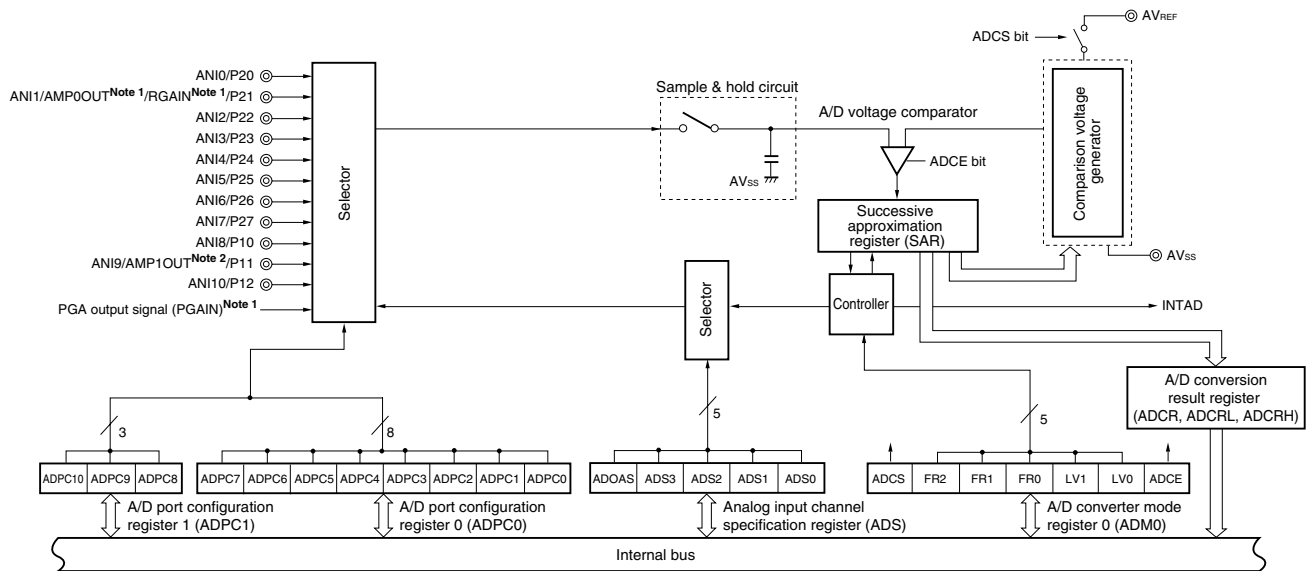 AVREF
ADCS bit
ANI0/P20
ANI1/AMP0OUTNote 1/RGAINNote 1/P21
ANI2/P22
ANI3/P23
ANI4/P24
ANI5/P25
ANI6/P26
ANI7/P27
ANI8/P10
ANI9/AMP1OUTNote 2/P11
ANI10/P12
PGA output signal (PGAIN)Note 1
Selector
Sample & hold circuit
AVSS
A/D voltage comparator
ADCE bit
Comparison voltage
generator
AVSS
Successive
approximation
register (SAR)
Selector
Controller
INTAD
A/D conversion
result register
(ADCR, ADCRL, ADCRH)
3
8
5
5
ADPC10 ADPC9 ADPC8
ADPC7 ADPC6 ADPC5 ADPC4 ADPC3 ADPC2 ADPC1 ADPC0
ADOAS ADS3 ADS2 ADS1 ADS0
ADCS FR2 FR1 FR0 LV1 LV0 ADCE
A/D port configuration
register 1 (ADPC1)
A/D port configuration
register 0 (ADPC0)
Analog input channel
specification register (ADS)
A/D converter mode
register 0 (ADM0)
Internal bus